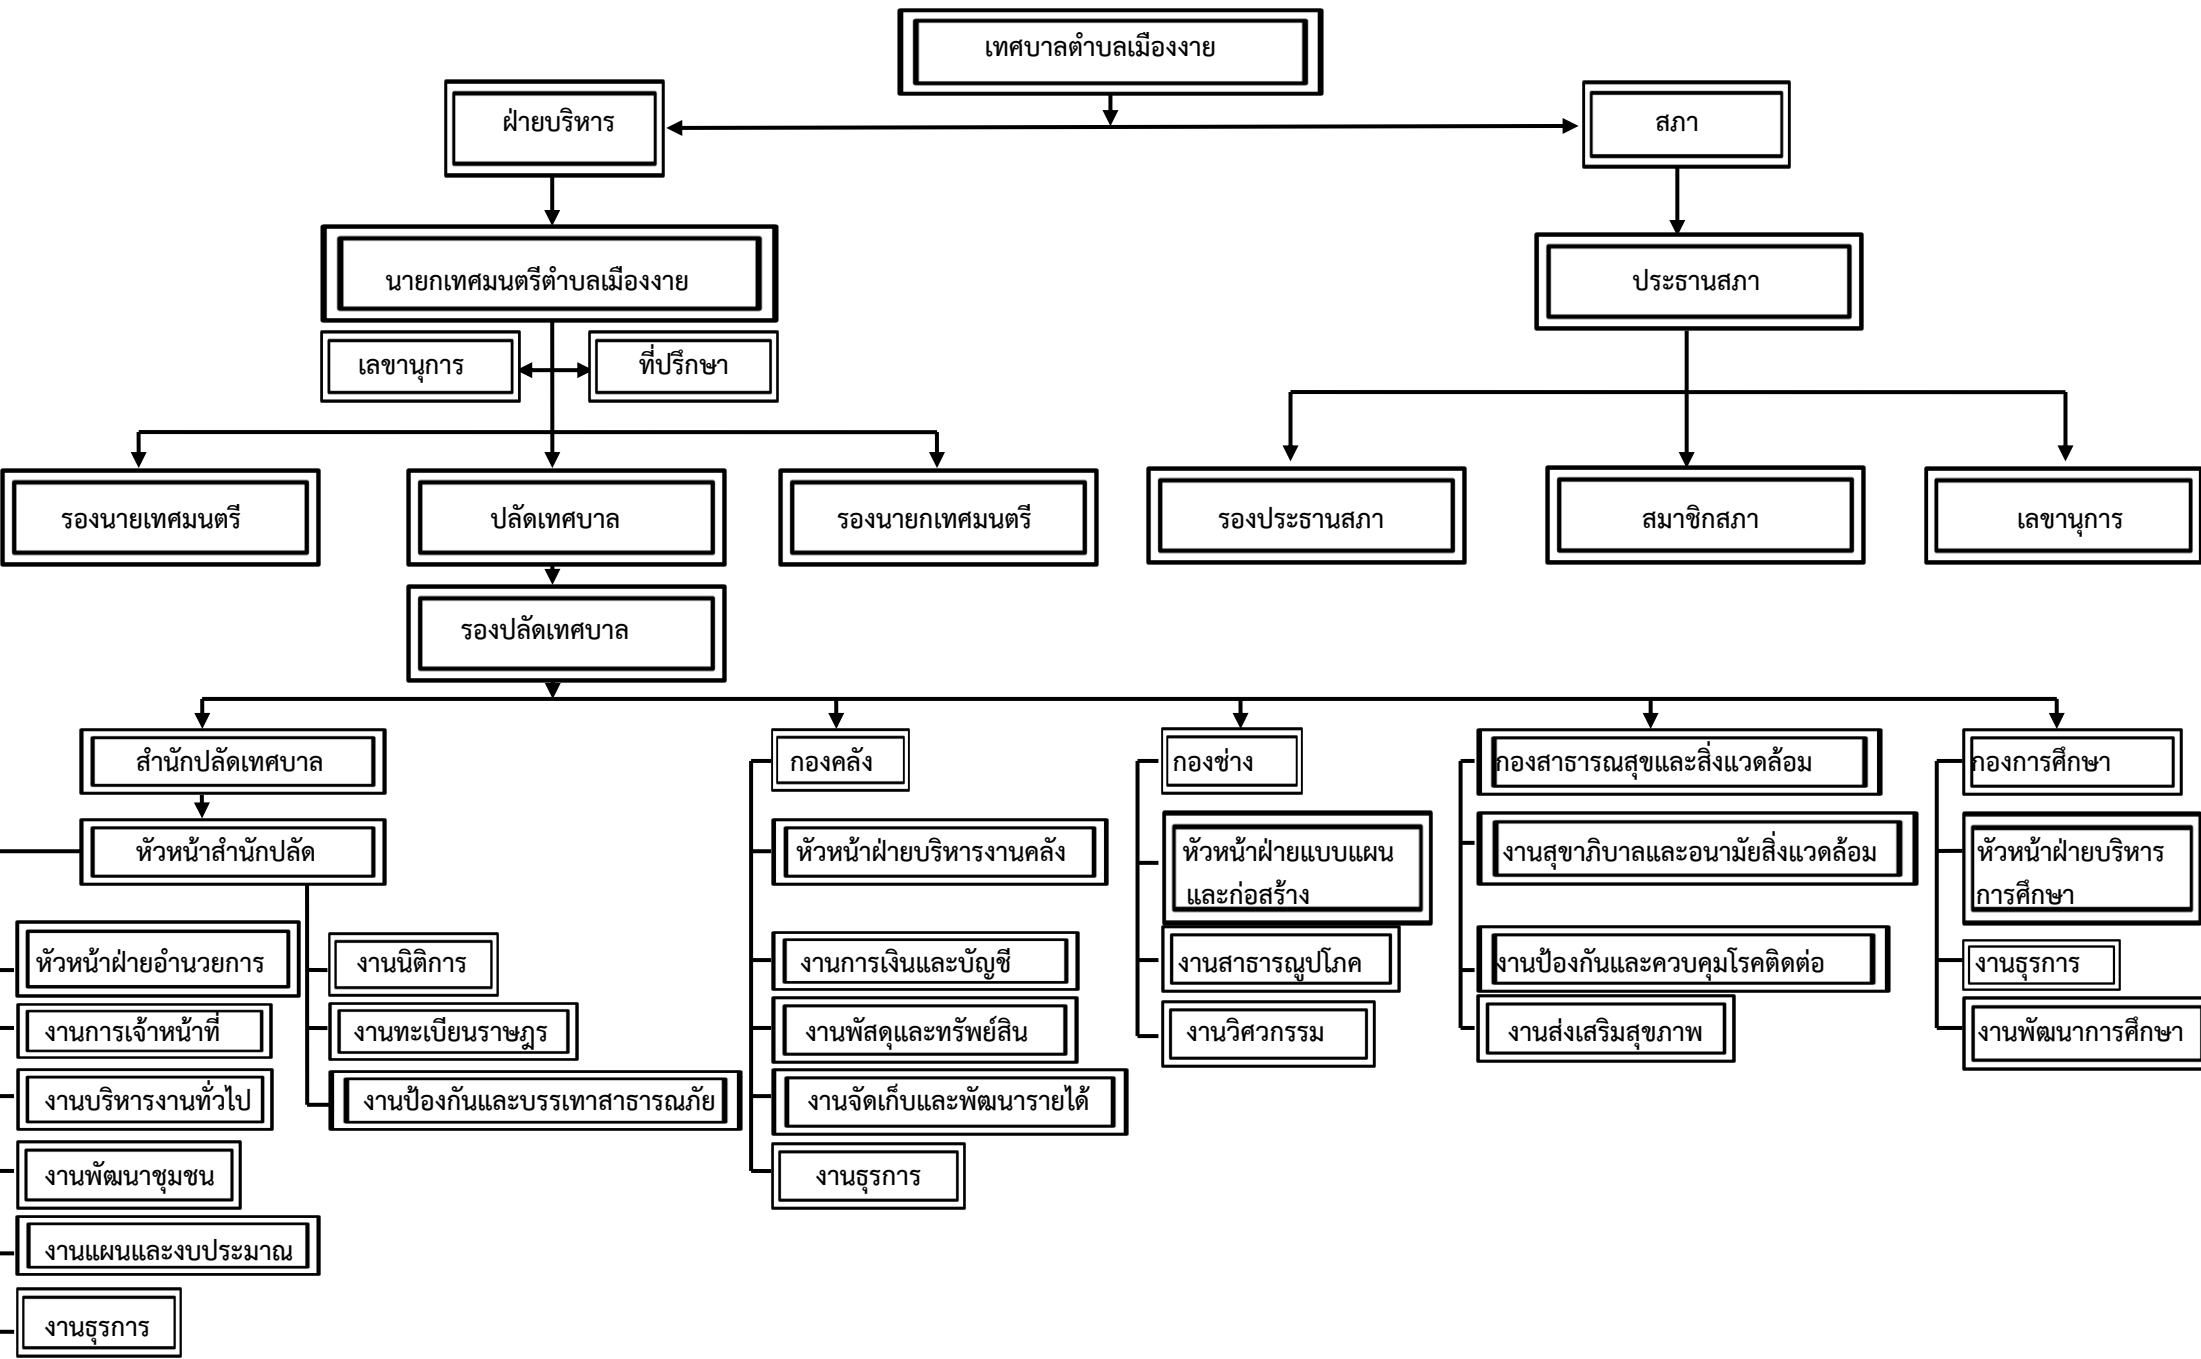 เทศบาลตำบลเมืองงาย
ฝ่ายบริหาร
สภา
นายกเทศมนตรีตำบลเมืองงาย
ประธานสภา
เลขานุการ
ที่ปรึกษา
รองนายเทศมนตรี
ปลัดเทศบาล
รองนายกเทศมนตรี
รองประธานสภา
สมาชิกสภา
เลขานุการ
รองปลัดเทศบาล
สำนักปลัดเทศบาล
กองคลัง
กองช่าง
กองสาธารณสุขและสิ่งแวดล้อม
กองการศึกษา
หัวหน้าสำนักปลัด
หัวหน้าฝ่ายบริหารงานคลัง
หัวหน้าฝ่ายแบบแผน
และก่อสร้าง
งานสุขาภิบาลและอนามัยสิ่งแวดล้อม
หัวหน้าฝ่ายบริหาร
การศึกษา
หัวหน้าฝ่ายอำนวยการ
งานนิติการ
งานการเงินและบัญชี
งานสาธารณูปโภค
งานป้องกันและควบคุมโรคติดต่อ
งานธุรการ
งานการเจ้าหน้าที่
งานทะเบียนราษฎร
งานพัสดุและทรัพย์สิน
งานวิศวกรรม
งานส่งเสริมสุขภาพ
งานพัฒนาการศึกษา
งานบริหารงานทั่วไป
งานป้องกันและบรรเทาสาธารณภัย
งานจัดเก็บและพัฒนารายได้
งานพัฒนาชุมชน
งานธุรการ
งานแผนและงบประมาณ
งานธุรการ